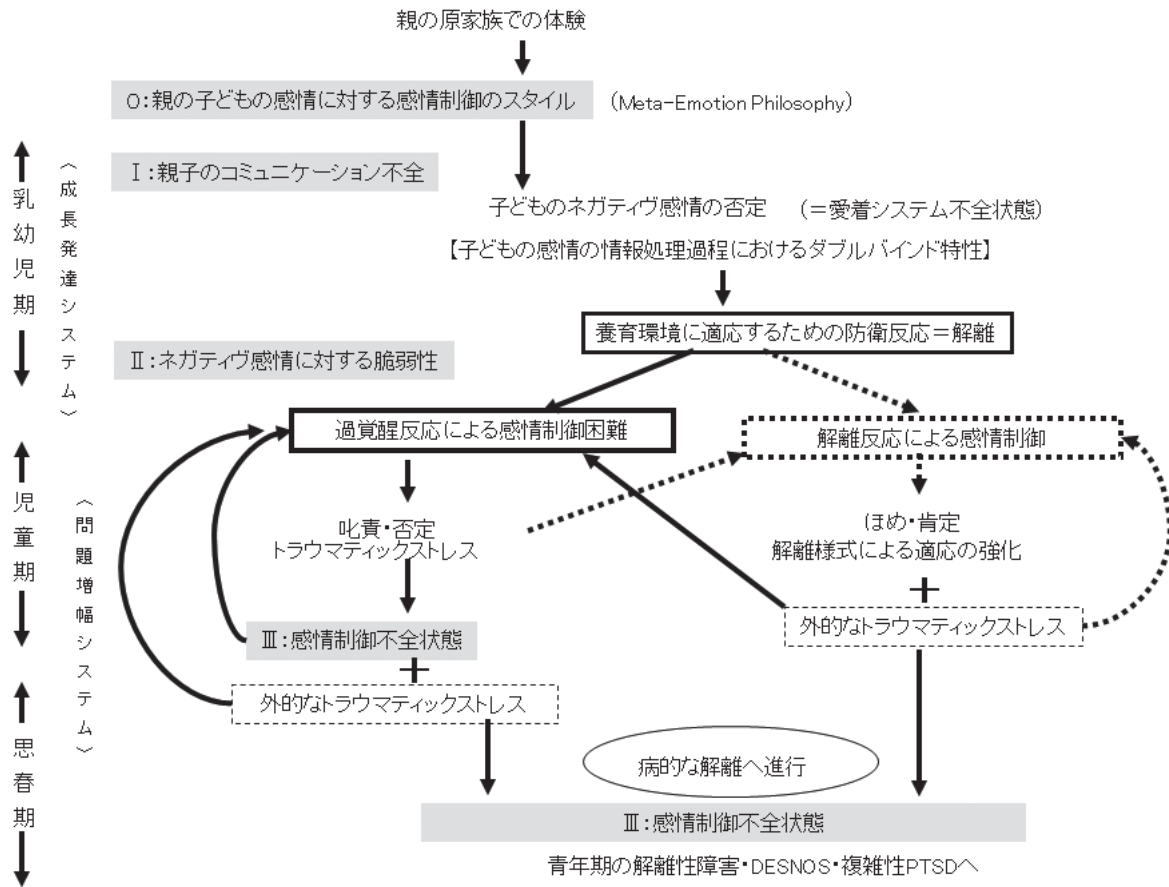 親の原家族での体験
0:親の子どもの感情に対する感情制御のスタイル (Meta-Emotion Philosophy)
Ⅰ:親子のコミュニケーション不全
子どものネガティヴ感情の否定 (=愛着システム不全状態)
【子どもの感情の情報処理過程におけるダブルバインド特性】
養育環境に適応するための防衛反応=解離
Ⅱ:ネガティヴ感情に対する脆弱性
過覚醒反応による感情制御困難
解離反応による感情制御
叱責・否定
トラウマティックストレス
ほめ・肯定
解離様式による適応の強化
+
外的なトラウマティックストレス
Ⅲ:感情制御不全状態
+
外的なトラウマティックストレス
病的な解離へ進行
Ⅲ:感情制御不全状態
青年期の解離性障害・DESNOS・複雑性PTSDへ
乳幼児期
〈成長発達システム〉
児童期
〈問題増幅システム〉
思春期